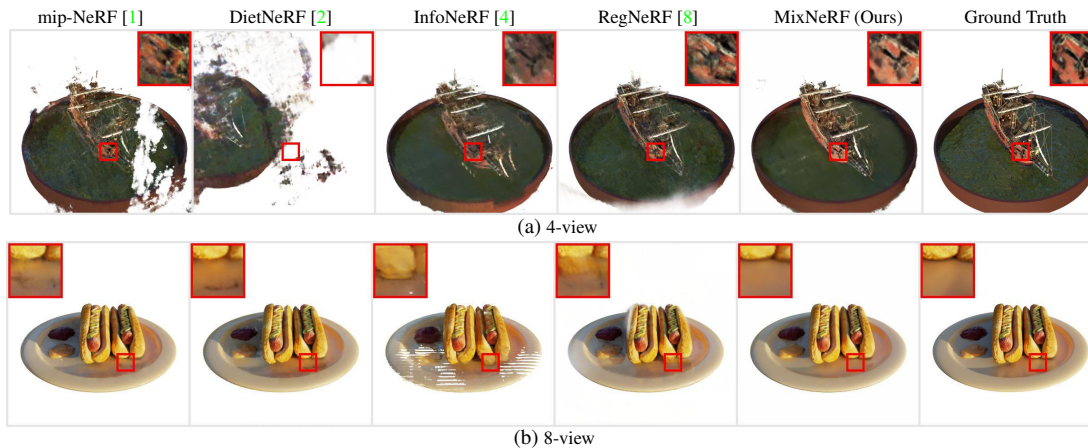 mip-NeRF [1] DietNeRF [2] InfoNeRF [4] RegNeRF [8] MixNeRF (Ours) Ground Truth
(a) 4-view
(b) 8-view